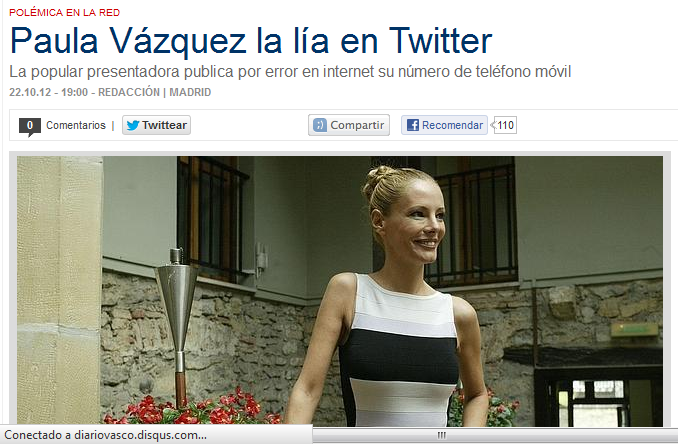 POLÉMICA EN LA RED
Paula Vázquez la lía en Twitter
La popular presentadora publica por error en internet su número de teléfono móvil
22.10.12 - 19:00 - REDACCIÓN | MADRID
0 Comentarios | Twittear Compartir Recomendar 110
Conectado a diariovasco.disqus.com...